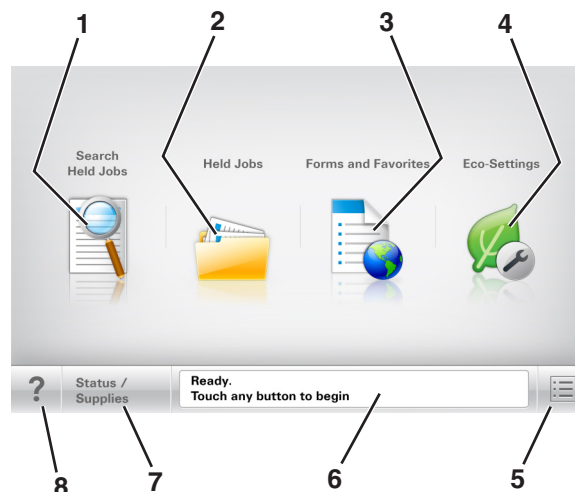 1
2
3
4
Search
Held Jobs
Held Jobs
Forms and Favorites
Eco-Settings
?
Status /
Supplies
Ready.
Touch any button to begin
8
7
6
5